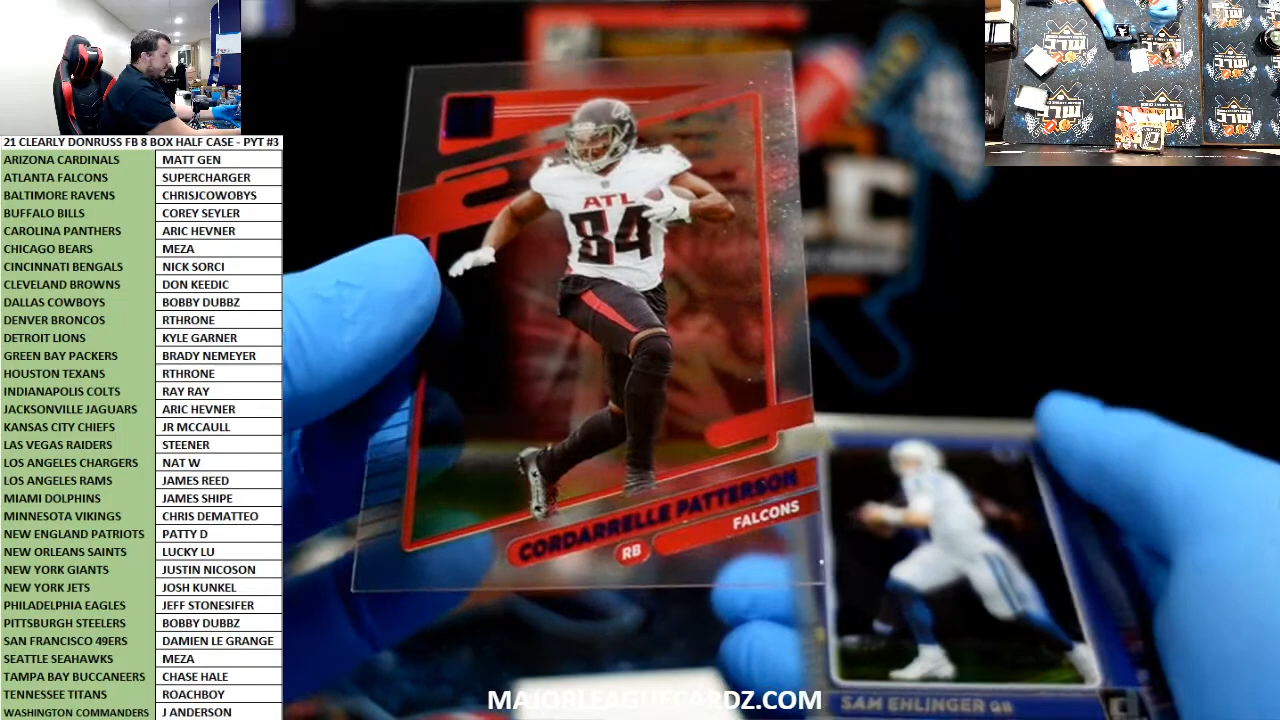 21 CLEARLY DONRUSS FB 8 BOX HALF CASE - PYT #3
ARIZONA CARDINALS MATT GEN
ATLANTA FALCONS SUPERCHARGER
BALTIMORE RAVENS CHRISJCOWOBYS
BUFFALO BILLS COREY SEYLER
CAROLINA PANTHERS ARIC HEVNER
CHICAGO BEARS MEZA
CINCINNATI BENGALS NICK SORCI
CLEVELAND BROWNS DON KEEDIC
DALLAS COWBOYS BOBBY DUBBZ
DENVER BRONCOS RTHRONE
DETROIT LIONS KYLE GARNER
GREEN BAY PACKERS BRADY NEMEYER
HOUSTON TEXANS RTHRONE
INDIANAPOLIS COLTS RAY RAY
JACKSONVILLE JAGUARS ARIC HEVNER
KANSAS CITY CHIEFS JR MCCAULL
LAS VEGAS RAIDERS STEENER
LOS ANGELES CHARGERS NAT W
LOS ANGELES RAMS JAMES REED
MIAMI DOLPHINS JAMES SHIPE
MINNESOTA VIKINGS CHRIS DEMATTEO
NEW ENGLAND PATRIOTS PATTY D
NEW ORLEANS SAINTS LUCKY LU
NEW YORK GIANTS JUSTIN NICOSON
NEW YORK JETS JOSH KUNKEL
PHILADELPHIA EAGLES JEFF STONESIFER
PITTSBURGH STEELERS BOBBY DUBBZ
SAN FRANCISCO 49ERS DAMIEN LE GRANGE
SEATTLE SEAHAWKS MEZA
TAMPA BAY BUCCANEERS CHASE HALE
TENNESSEE TITANS ROACHBOY
WASHINGTON COMMANDERS J ANDERSON
ATL
84
CORDARRELLE PATTERSON
RB FALCONS
SAM EHLINGER QB
MAJORLEAGUECARDZ.COM